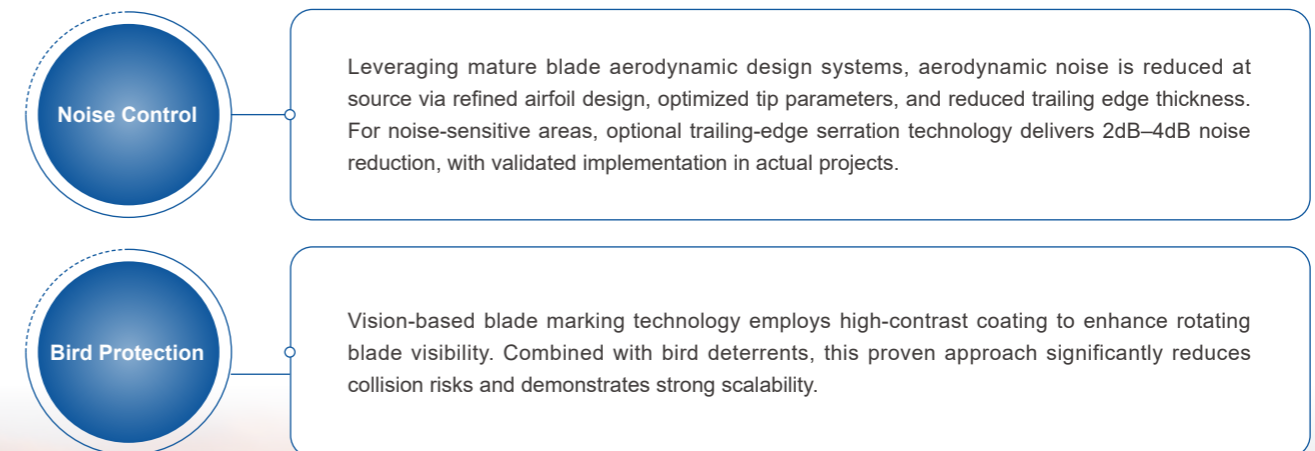 Noise Control
Leveraging mature blade aerodynamic design systems, aerodynamic noise is reduced at
source via refined airfoil design, optimized tip parameters, and reduced trailing edge thickness.
For noise-sensitive areas, optional trailing-edge serration technology delivers 2dB–4dB noise
reduction, with validated implementation in actual projects.
Bird Protection
Vision-based blade marking technology employs high-contrast coating to enhance rotating
blade visibility. Combined with bird deterrents, this proven approach significantly reduces
collision risks and demonstrates strong scalability.